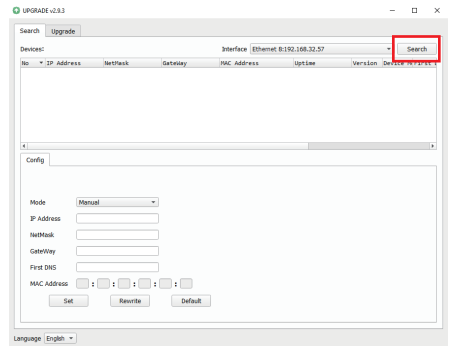 UPGRADE v2.9.3
Search Upgrade
Devices: Interface Ethernet 8:192.168.32.57 Search
No IP Address NetMask GateWay MAC Address Uptime Version Device
Config
Mode Manual
IP Address
NetMask
GateWay
First DNS
MAC Address : : : : :
Set Rewrite Default
Language English